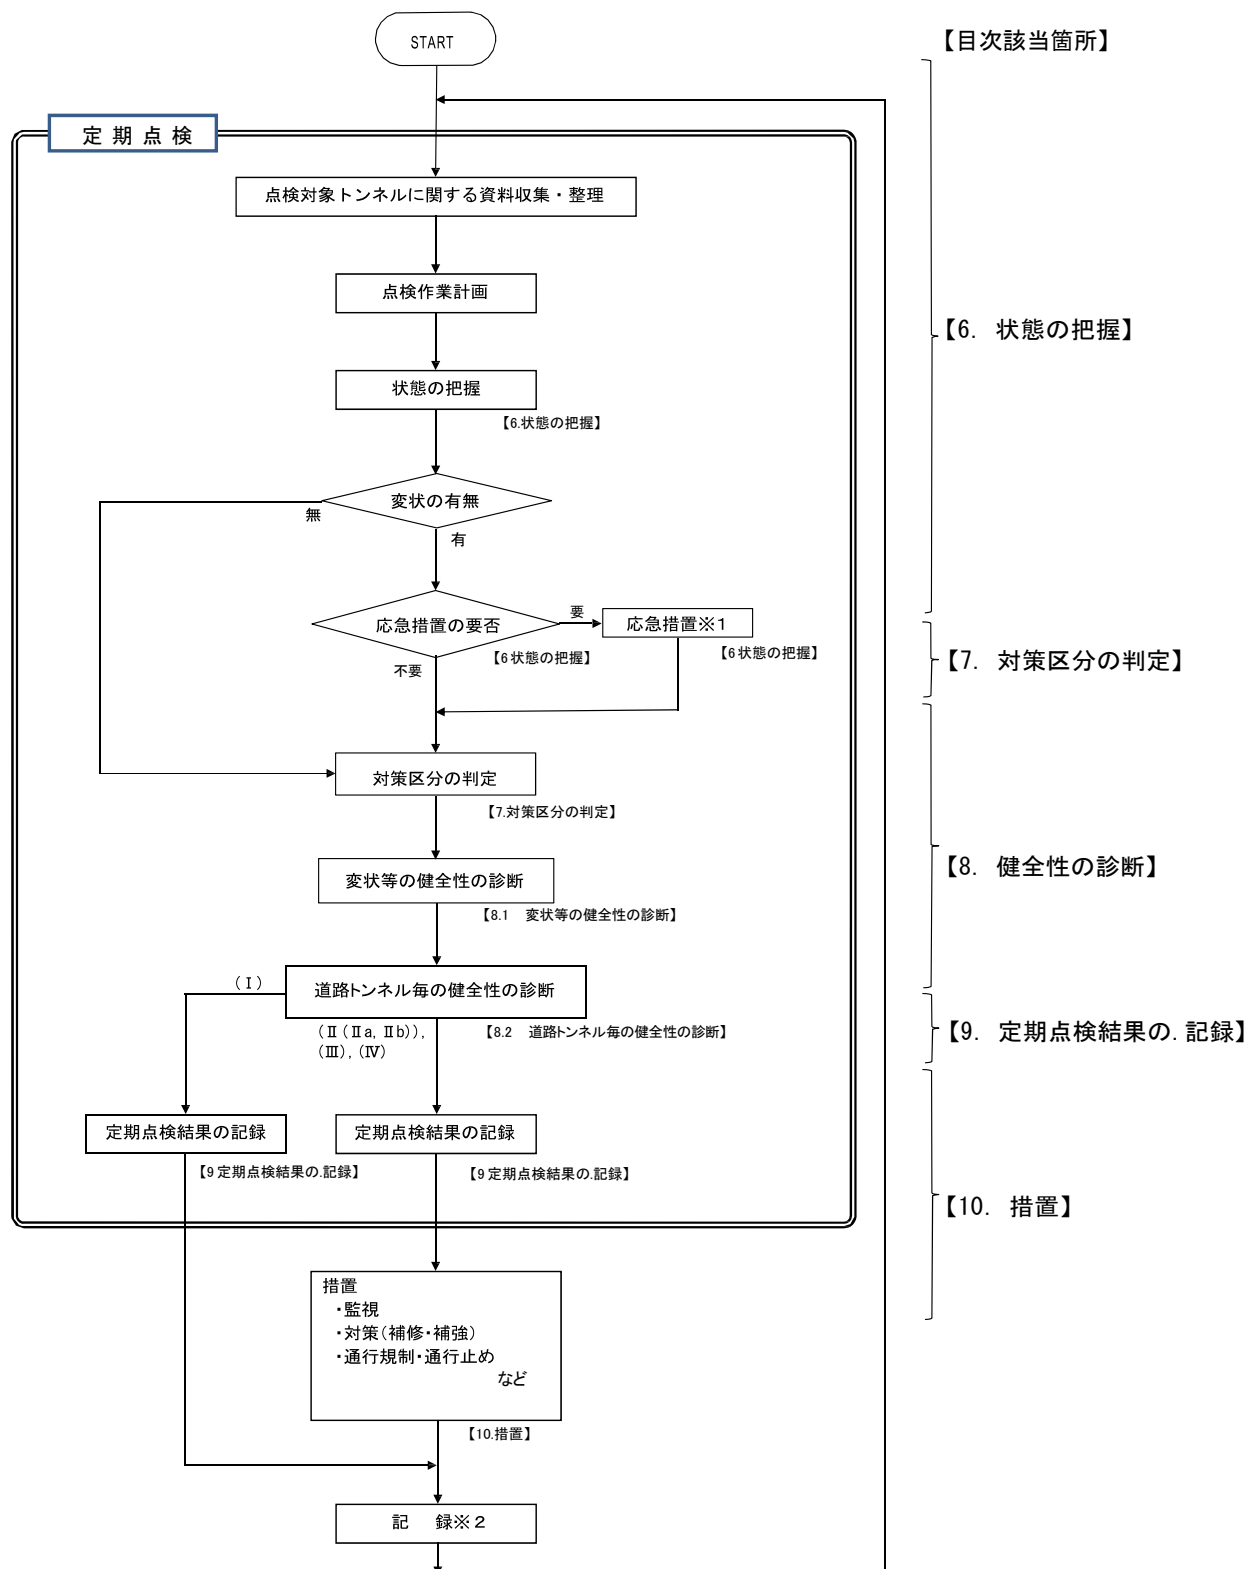 START
【目次該当箇所】
定期点検
点検対象トンネルに関する資料収集・整理
点検作業計画
【6. 状態の把握】
状態の把握
【6.状態の把握】
変状の有無
無
有
応急措置の要否
要
応急措置※1
【6状態の把握】
【6状態の把握】
不要
【7. 対策区分の判定】
対策区分の判定
【7.対策区分の判定】
変状等の健全性の診断
【8. 健全性の診断】
【8.1 変状等の健全性の診断】
(Ⅰ)
道路トンネル毎の健全性の診断
(Ⅱ(Ⅱa,Ⅱb)),
(Ⅲ),(Ⅳ)
【8.2 道路トンネル毎の健全性の診断】
【9. 定期点検結果の.記録】
定期点検結果の記録
定期点検結果の記録
【9定期点検結果の.記録】
【9定期点検結果の.記録】
【10. 措置】
措置
・監視
・対策(補修・補強)
・通行規制・通行止め
など
【10.措置】
記 録※2